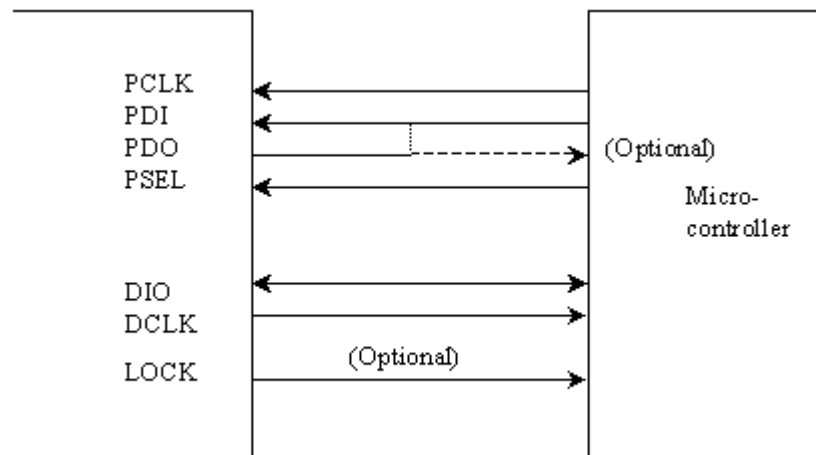 PCLK
PDI
PDO
(Optional)
PSEL
Micro-
controller
DIO
DCLK
(Optional)
LOCK